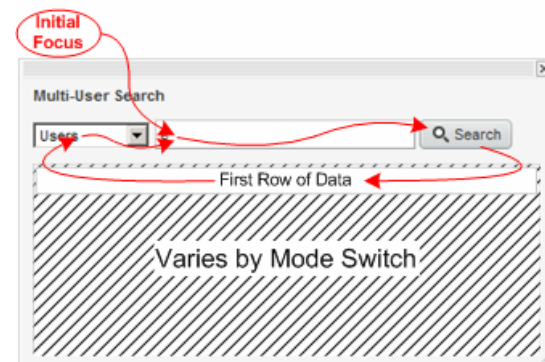 Initial
Focus
Multi-User Search
Users
Search
First Row of Data
Varies by Mode Switch